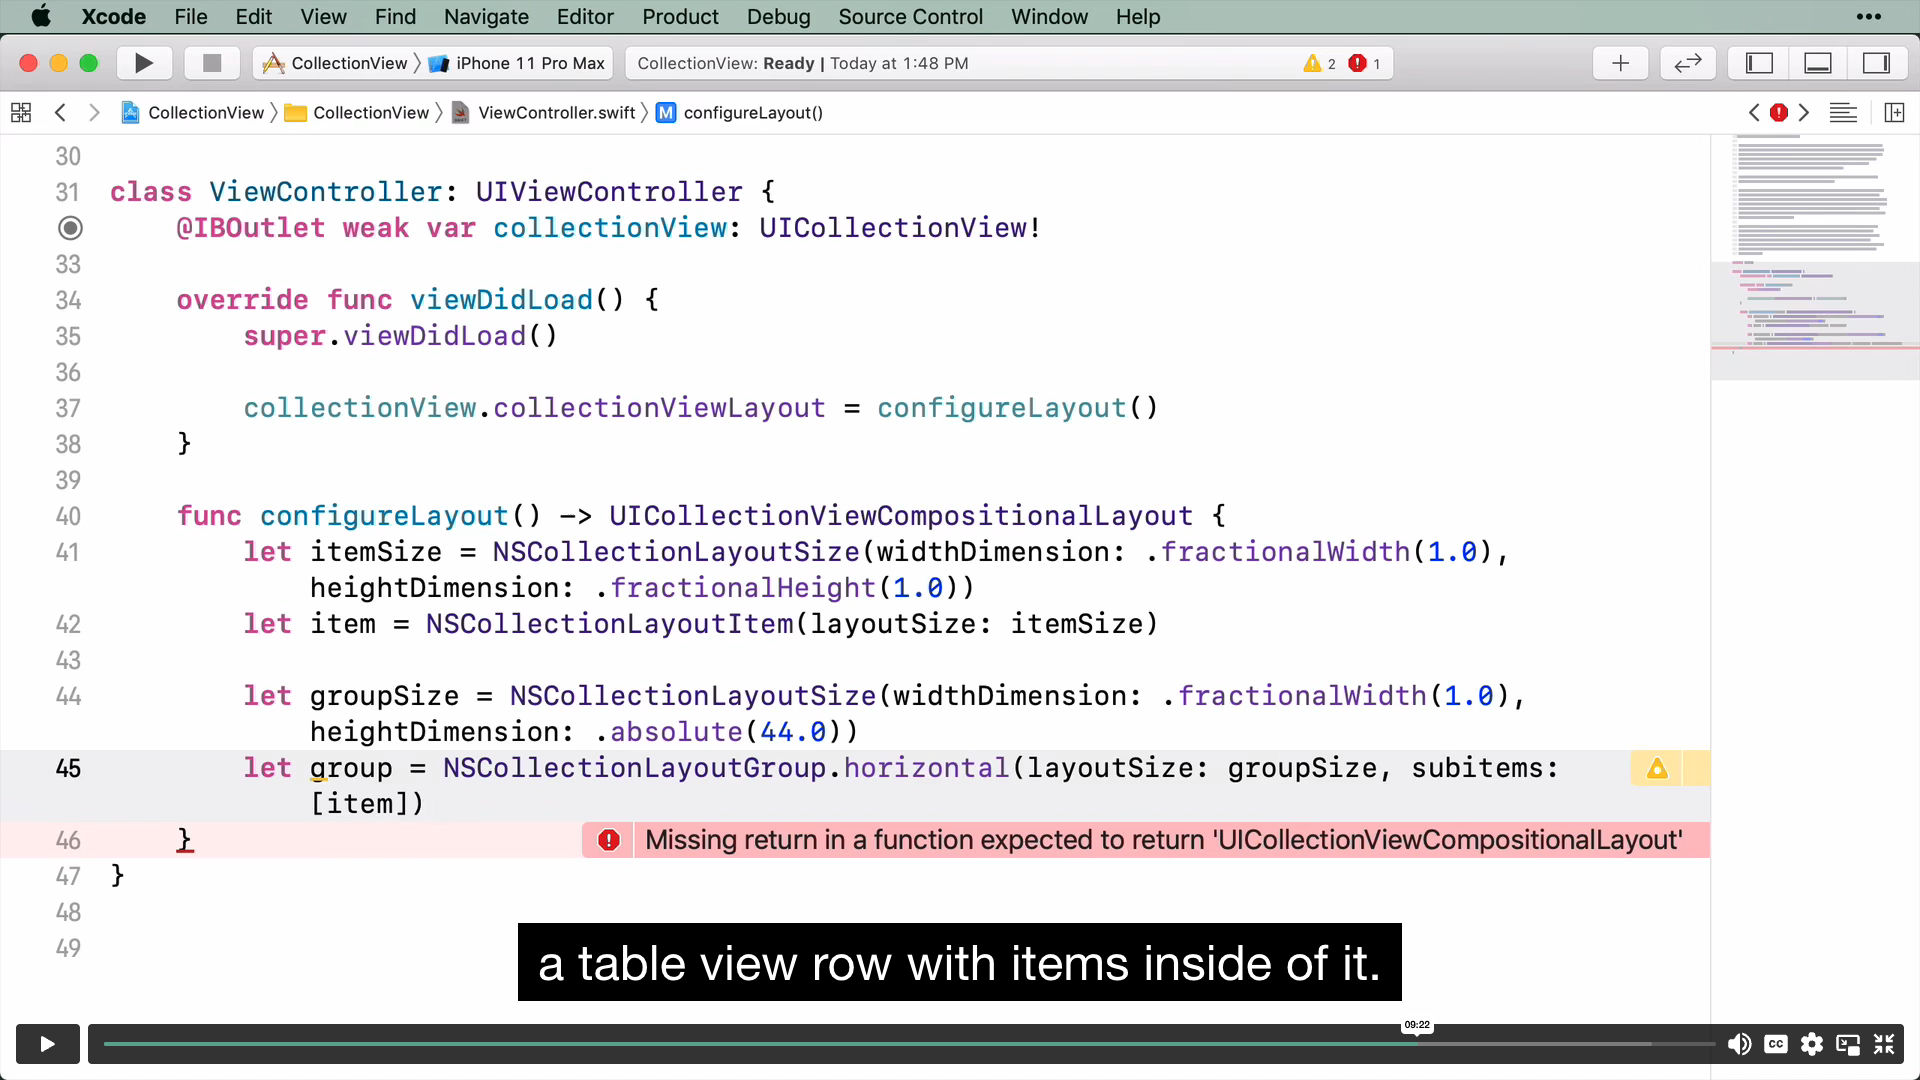 Xcode File Edit View Find Navigate Editor Product Debug Source Control Window Help
CollectionView iPhone 11 Pro Max CollectionView: Ready | Today at 1:48 PM 2 1
CollectionView CollectionView ViewController.swift M configureLayout()
30
31 class ViewController: UIViewController {
@IBOutlet weak var collectionView: UICollectionView!
33
34 override func viewDidLoad() {
35 super.viewDidLoad()
36
37 collectionView.collectionViewLayout = configureLayout()
38 }
39
40 func configureLayout() -> UICollectionViewCompositionalLayout {
41 let itemSize = NSCollectionLayoutSize(widthDimension: .fractionalWidth(1.0),
heightDimension: .fractionalHeight(1.0))
42 let item = NSCollectionLayoutItem(layoutSize: itemSize)
43
44 let groupSize = NSCollectionLayoutSize(widthDimension: .fractionalWidth(1.0),
heightDimension: .absolute(44.0))
45 let group = NSCollectionLayoutGroup.horizontal(layoutSize: groupSize, subitems:
[item])
46 } Missing return in a function expected to return 'UICollectionViewCompositionalLayout'
47 }
48
49
a table view row with items inside of it.
09:22
CC